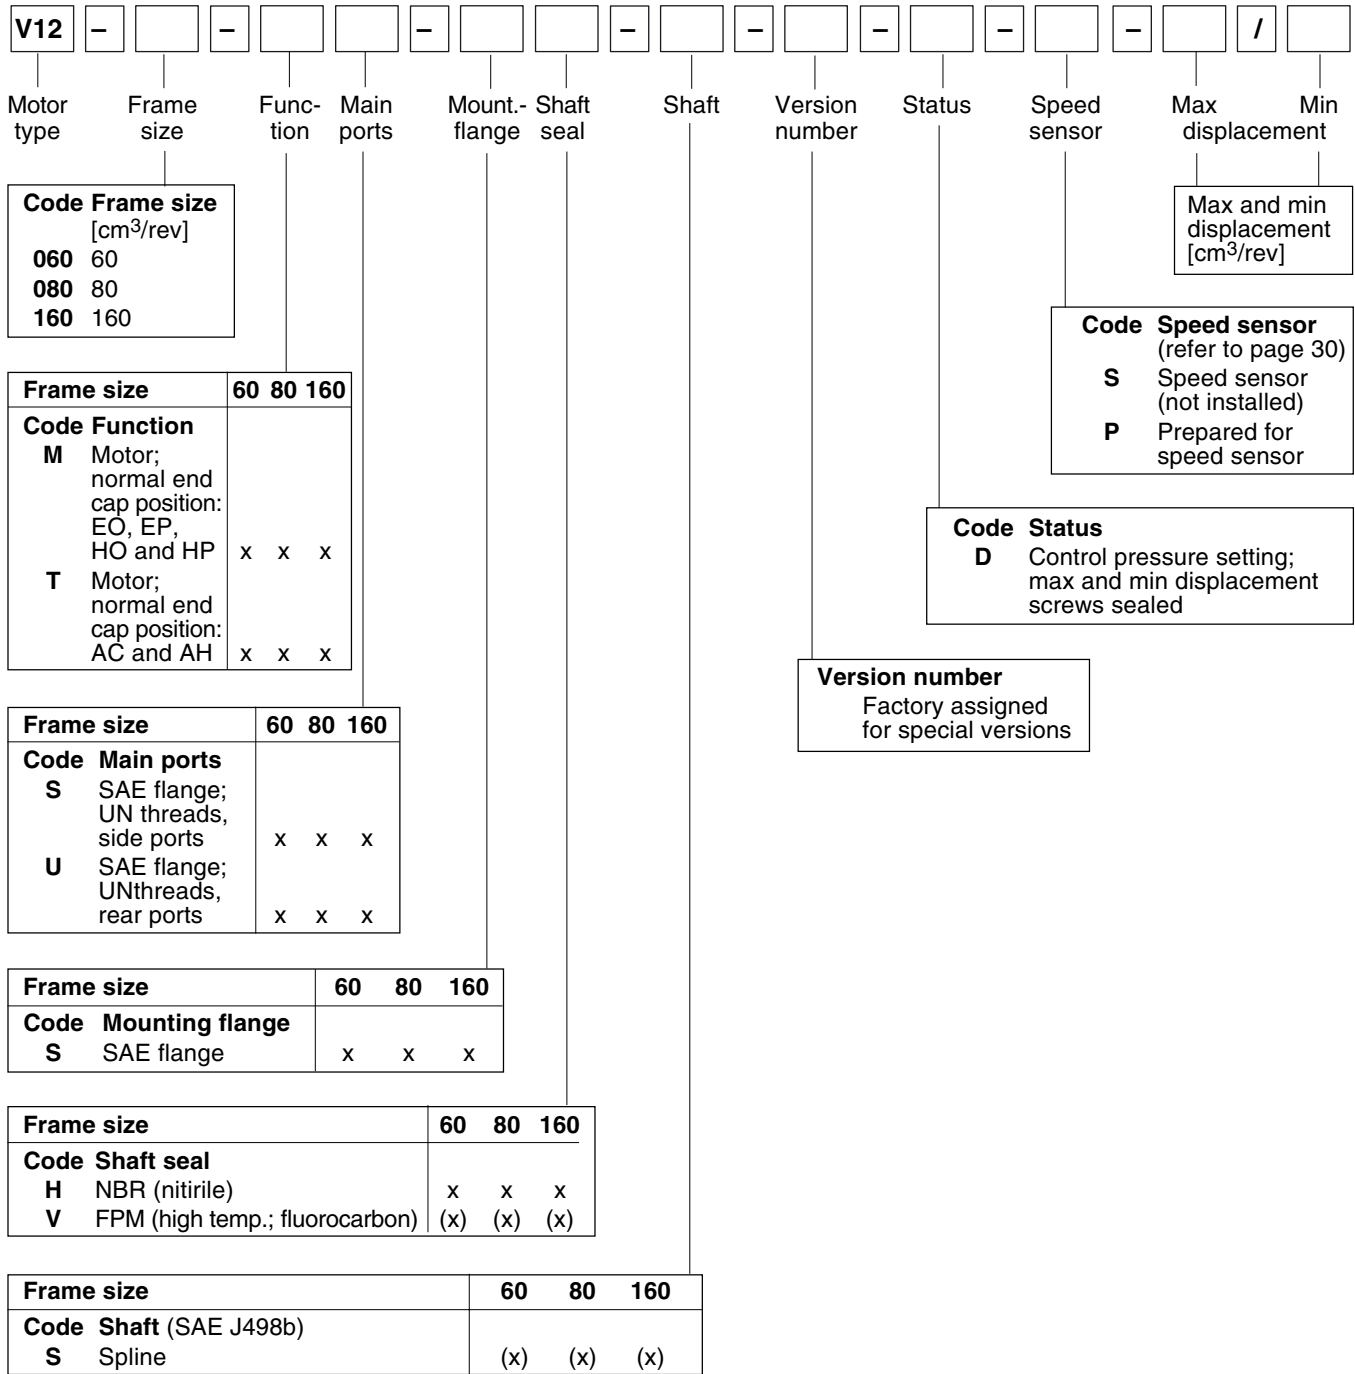 V12 – – – – – – – – /
Motor type
Frame size
Func- tion
Main ports
Mount.- flange
Shaft seal
Shaft
Version number
Status
Speed sensor
Max Min
displacement
Code Frame size
[cm3/rev]
060 60
080 80
160 160
Max and min
displacement
[cm3/rev]
Code Speed sensor
(refer to page 30)
S Speed sensor
(not installed)
P Prepared for
speed sensor
Frame size 60 80 160
Code Function
M Motor;
normal end
cap position:
EO, EP,
HO and HP x x x
T Motor;
normal end
cap position:
AC and AH x x x
Code Status
D Control pressure setting;
max and min displacement
screws sealed
Version number
Factory assigned
for special versions
Frame size 60 80 160
Code Main ports
S SAE flange;
UN threads,
side ports x x x
U SAE flange;
UNthreads,
rear ports x x x
Frame size 60 80 160
Code Mounting flange
S SAE flange x x x
Frame size 60 80 160
Code Shaft seal
H NBR (nitirile) x x x
V FPM (high temp.; fluorocarbon) (x) (x) (x)
Frame size 60 80 160
Code Shaft (SAE J498b)
S Spline (x) (x) (x)